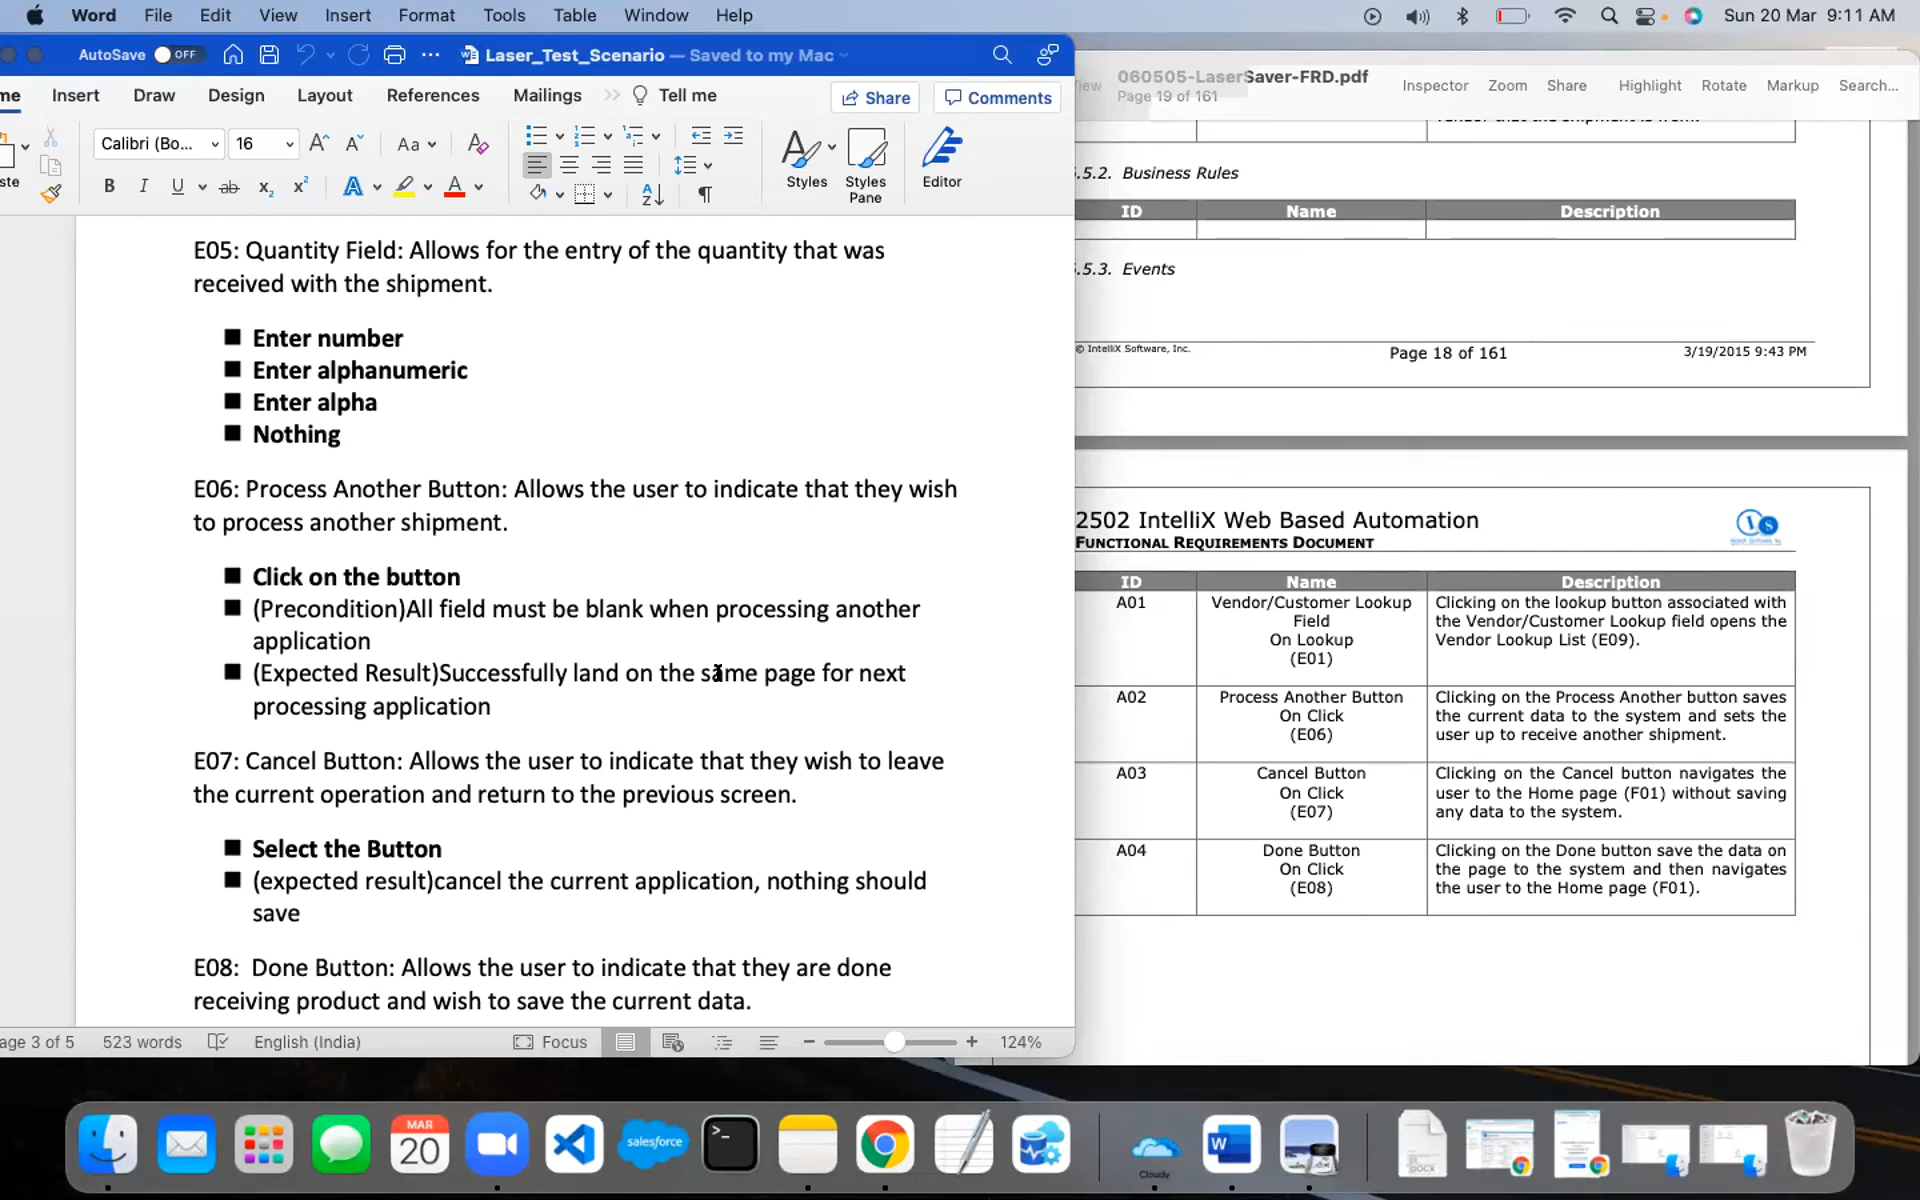 Word File Edit View Insert Format Tools Table Window Help Sun 20 Mar 9:11 AM
AutoSave OFF Laser_Test_Scenario — Saved to my Mac
me Insert Draw Design Layout References Mailings Tell me Share Comments
Calibri (Bo... 16
ste
Styles
Styles Pane
Editor
E05: Quantity Field: Allows for the entry of the quantity that was
received with the shipment.
Enter number
Enter alphanumeric
Enter alpha
Nothing
E06: Process Another Button: Allows the user to indicate that they wish
to process another shipment.
Click on the button
(Precondition)All field must be blank when processing another
application
(Expected Result)Successfully land on the same page for next
processing application
E07: Cancel Button: Allows the user to indicate that they wish to leave
the current operation and return to the previous screen.
Select the Button
(expected result)cancel the current application, nothing should
save
E08: Done Button: Allows the user to indicate that they are done
receiving product and wish to save the current data.
age 3 of 5 523 words English (India) Focus 124%
iew 060505-LaserSaver-FRD.pdf
Page 19 of 161
Inspector Zoom Share Highlight Rotate Markup Search...
.5.2. Business Rules
ID Name Description
.5.3. Events
© IntelliX Software, Inc. Page 18 of 161 3/19/2015 9:43 PM
2502 IntelliX Web Based Automation
FUNCTIONAL REQUIREMENTS DOCUMENT
ID Name Description
A01
Vendor/Customer Lookup
Field
On Lookup
(E01)
Clicking on the lookup button associated with
the Vendor/Customer Lookup field opens the
Vendor Lookup List (E09).
A02
Process Another Button
On Click
(E06)
Clicking on the Process Another button saves
the current data to the system and sets the
user up to receive another shipment.
A03
Cancel Button
On Click
(E07)
Clicking on the Cancel button navigates the
user to the Home page (F01) without saving
any data to the system.
A04
Done Button
On Click
(E08)
Clicking on the Done button save the data on
the page to the system and then navigates
the user to the Home page (F01).
MAR
20
salesforce
Cloudy
DOCX